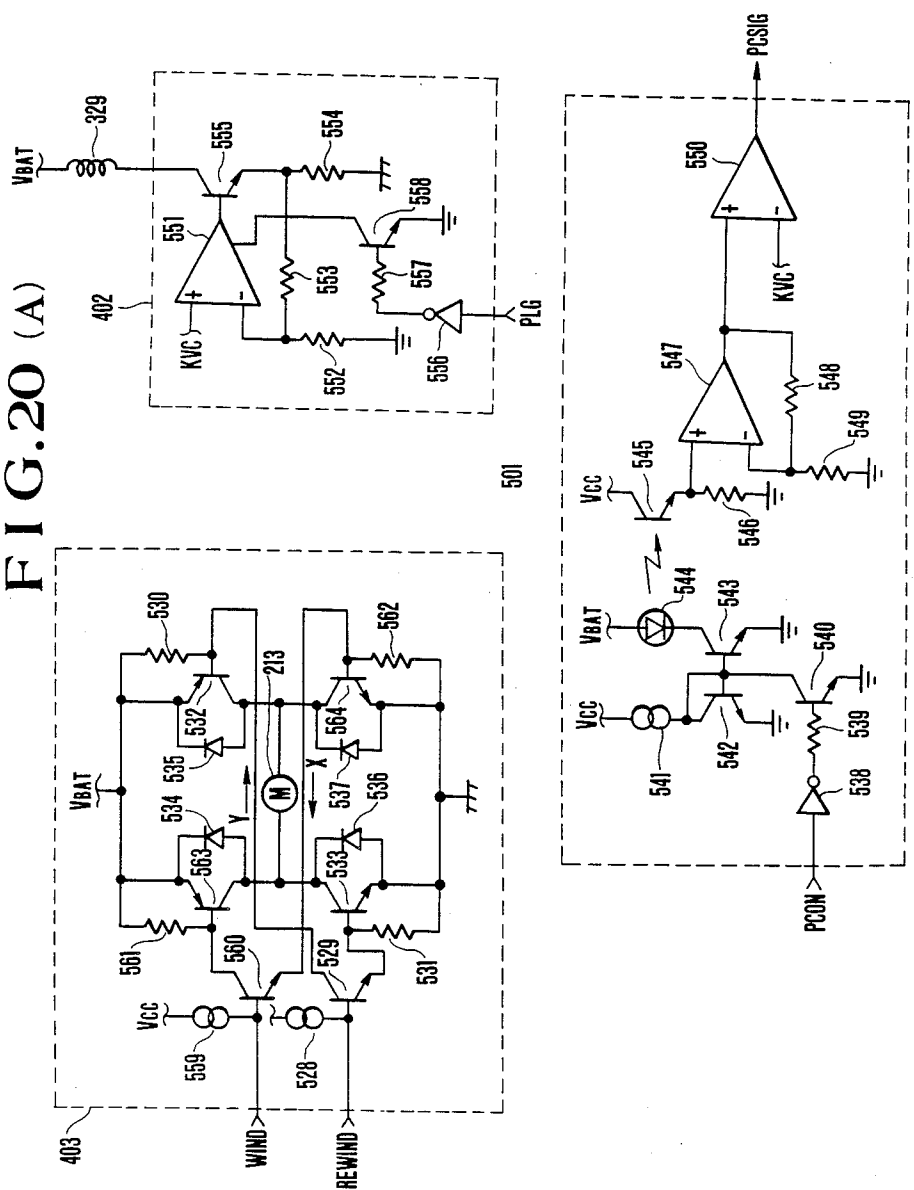 FIG.20 (A)
403
WIND
REWIND
VCC
559
528
560
529
561
531
VBAT
563
534
533
536
Y
X
M
213
535
532
530
537
564
562
402
VBAT
329
555
551
KVC
+
-
552
553
554
558
557
556
PLG
501
PCON
538
539
540
VCC
541
542
543
VBAT
544
VCC
545
546
+
-
547
548
549
KVC
+
-
550
PCSIG